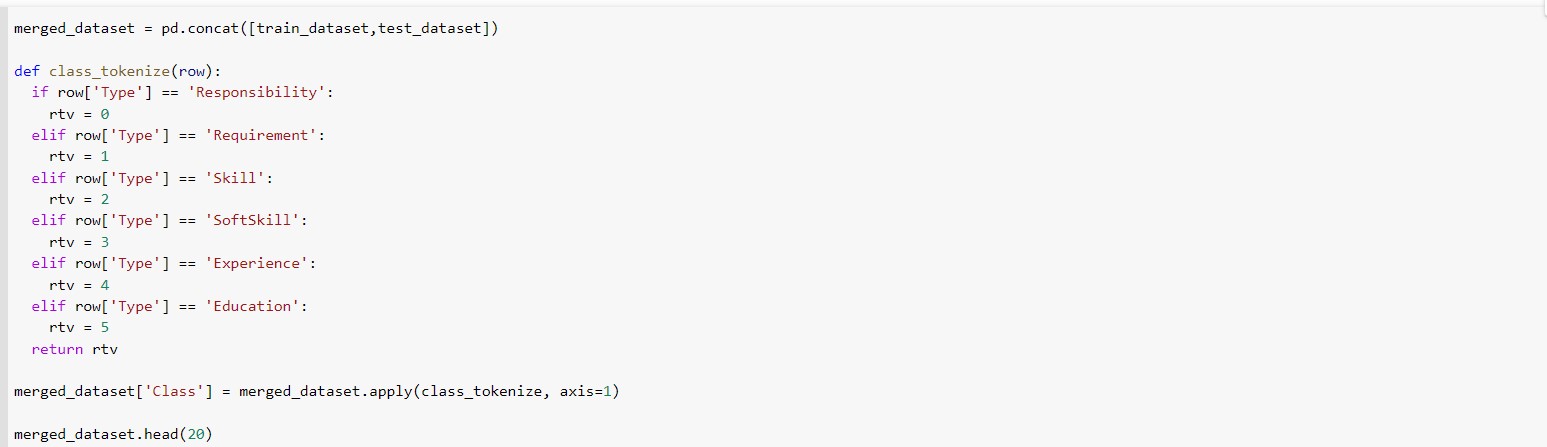 merged_dataset = pd.concat([train_dataset,test_dataset])
def class_tokenize(row):
  if row['Type'] == 'Responsibility':
    rtv = 0
  elif row['Type'] == 'Requirement':
    rtv = 1
  elif row['Type'] == 'Skill':
    rtv = 2
  elif row['Type'] == 'SoftSkill':
    rtv = 3
  elif row['Type'] == 'Experience':
    rtv = 4
  elif row['Type'] == 'Education':
    rtv = 5
  return rtv
merged_dataset['Class'] = merged_dataset.apply(class_tokenize, axis=1)
merged_dataset.head(20)